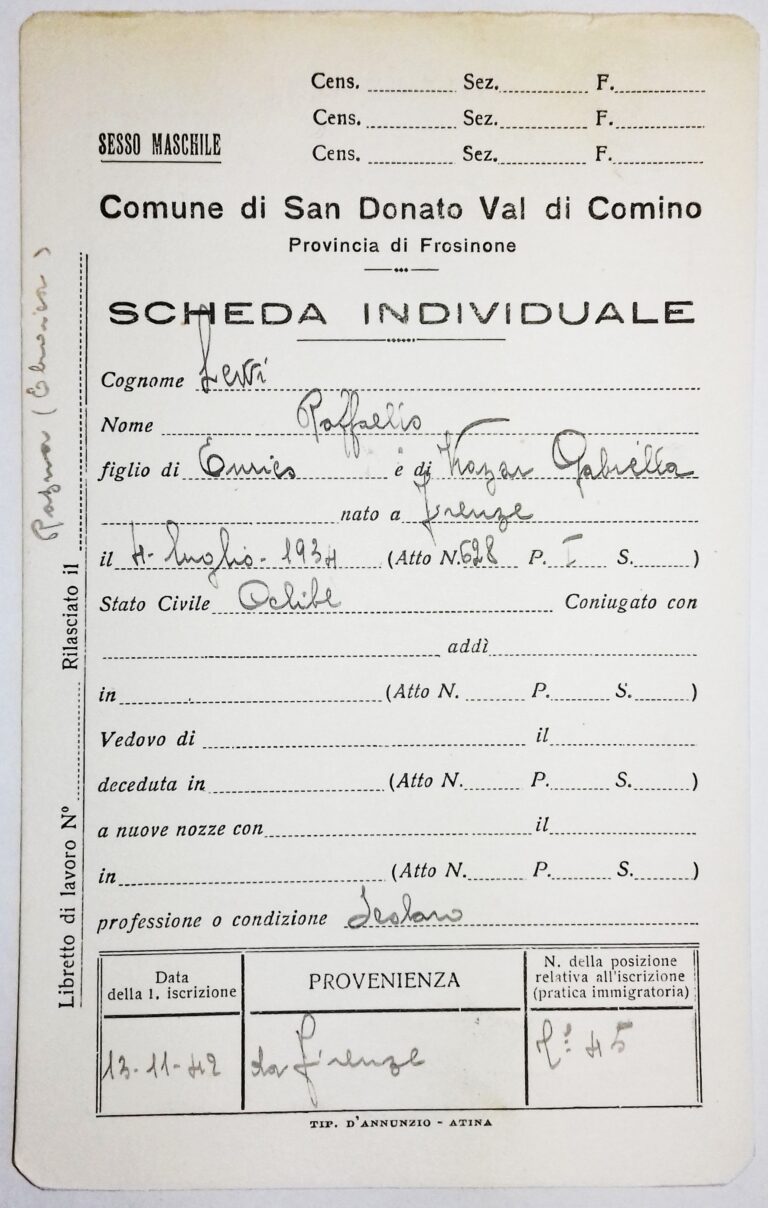 Cens. Sez. F.
Cens. Sez. F.
SESSO MASCHILE
Cens. Sez. F.
Comune di San Donato Val di Comino
Provincia di Frosinone
SCHEDA INDIVIDUALE
Cognome Levi
Nome Raffaello
figlio di Enrico e di Kazar Gabriella
nato a Firenze
il 4 luglio - 1934 (Atto N. 628 P. I S. )
Stato Civile Celibe Coniugato con
addì
in (Atto N. P. S. )
Vedovo di il
deceduta in (Atto N. P. S. )
a nuove nozze con il
in (Atto N. P. S. )
professione o condizione Scolaro
Data
della 1. iscrizione
PROVENIENZA
N. della posizione
relativa all'iscrizione
(pratica immigratoria)
13-11-42
da Firenze
N.º 45
TIP. D'ANNUNZIO - ATINA
Libretto di lavoro Nº Rilasciato il